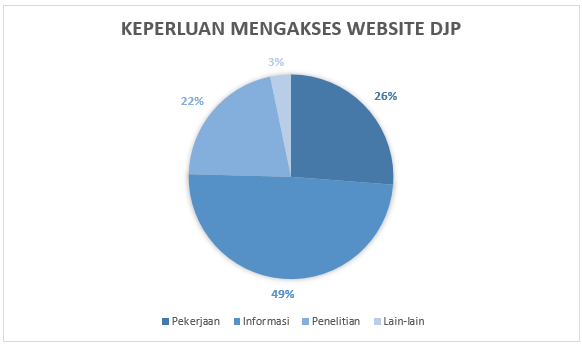 KEPERLUAN MENGAKSES WEBSITE DJP
3%
26%
22%
49%
Pekerjaan Informasi Penelitian Lain-lain